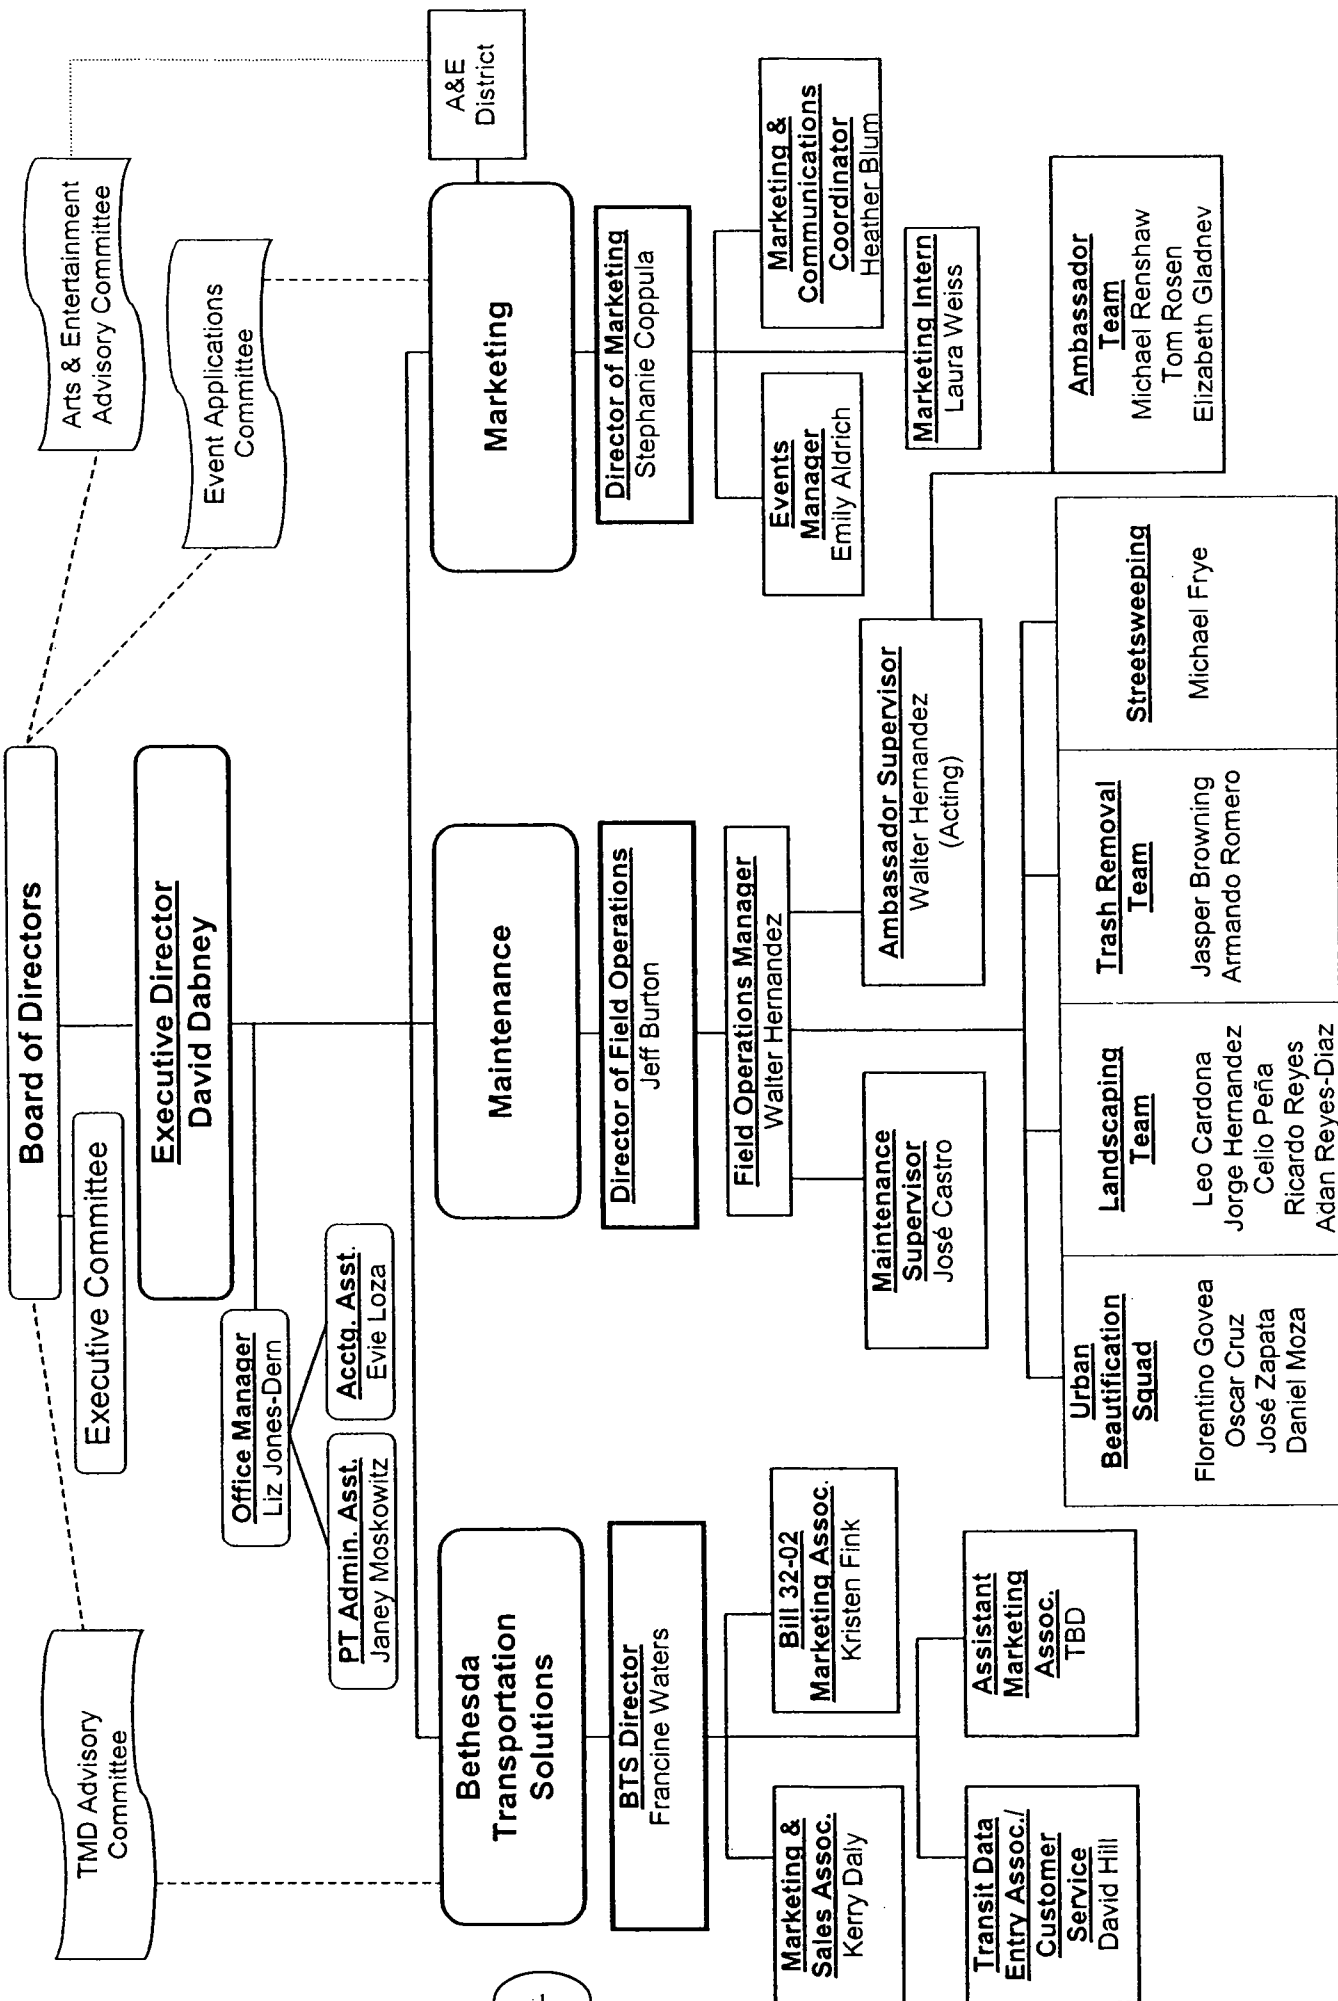 Board of Directors
Executive Committee
Executive Director
David Dabney
TMD Advisory
Committee
Arts & Entertainment
Advisory Committee
Event Applications
Committee
Office Manager
Liz Jones-Dern
PT Admin. Asst.
Janey Moskowitz
Acctg. Asst.
Evie Loza
Bethesda
Transportation
Solutions
BTS Director
Francine Waters
Marketing &
Sales Assoc.
Kerry Daly
Bill 32-02
Marketing Assoc.
Kristen Fink
Transit Data
Entry Assoc./
Customer
Service
David Hill
Assistant
Marketing
Assoc.
TBD
Maintenance
Director of Field Operations
Jeff Burton
Field Operations Manager
Walter Hernandez
Maintenance
Supervisor
José Castro
Ambassador Supervisor
Walter Hernandez
(Acting)
Urban
Beautification
Squad
Florentino Govea
Oscar Cruz
José Zapata
Daniel Moza
Landscaping
Team
Leo Cardona
Jorge Hernandez
Celio Peña
Ricardo Reyes
Adan Reyes-Diaz
Trash Removal
Team
Jasper Browning
Armando Romero
Streetsweeping
Michael Frye
Ambassador
Team
Michael Renshaw
Tom Rosen
Elizabeth Gladney
Marketing
A&E
District
Director of Marketing
Stephanie Coppula
Events
Manager
Emily Aldrich
Marketing &
Communications
Coordinator
Heather Blum
Marketing Intern
Laura Weiss